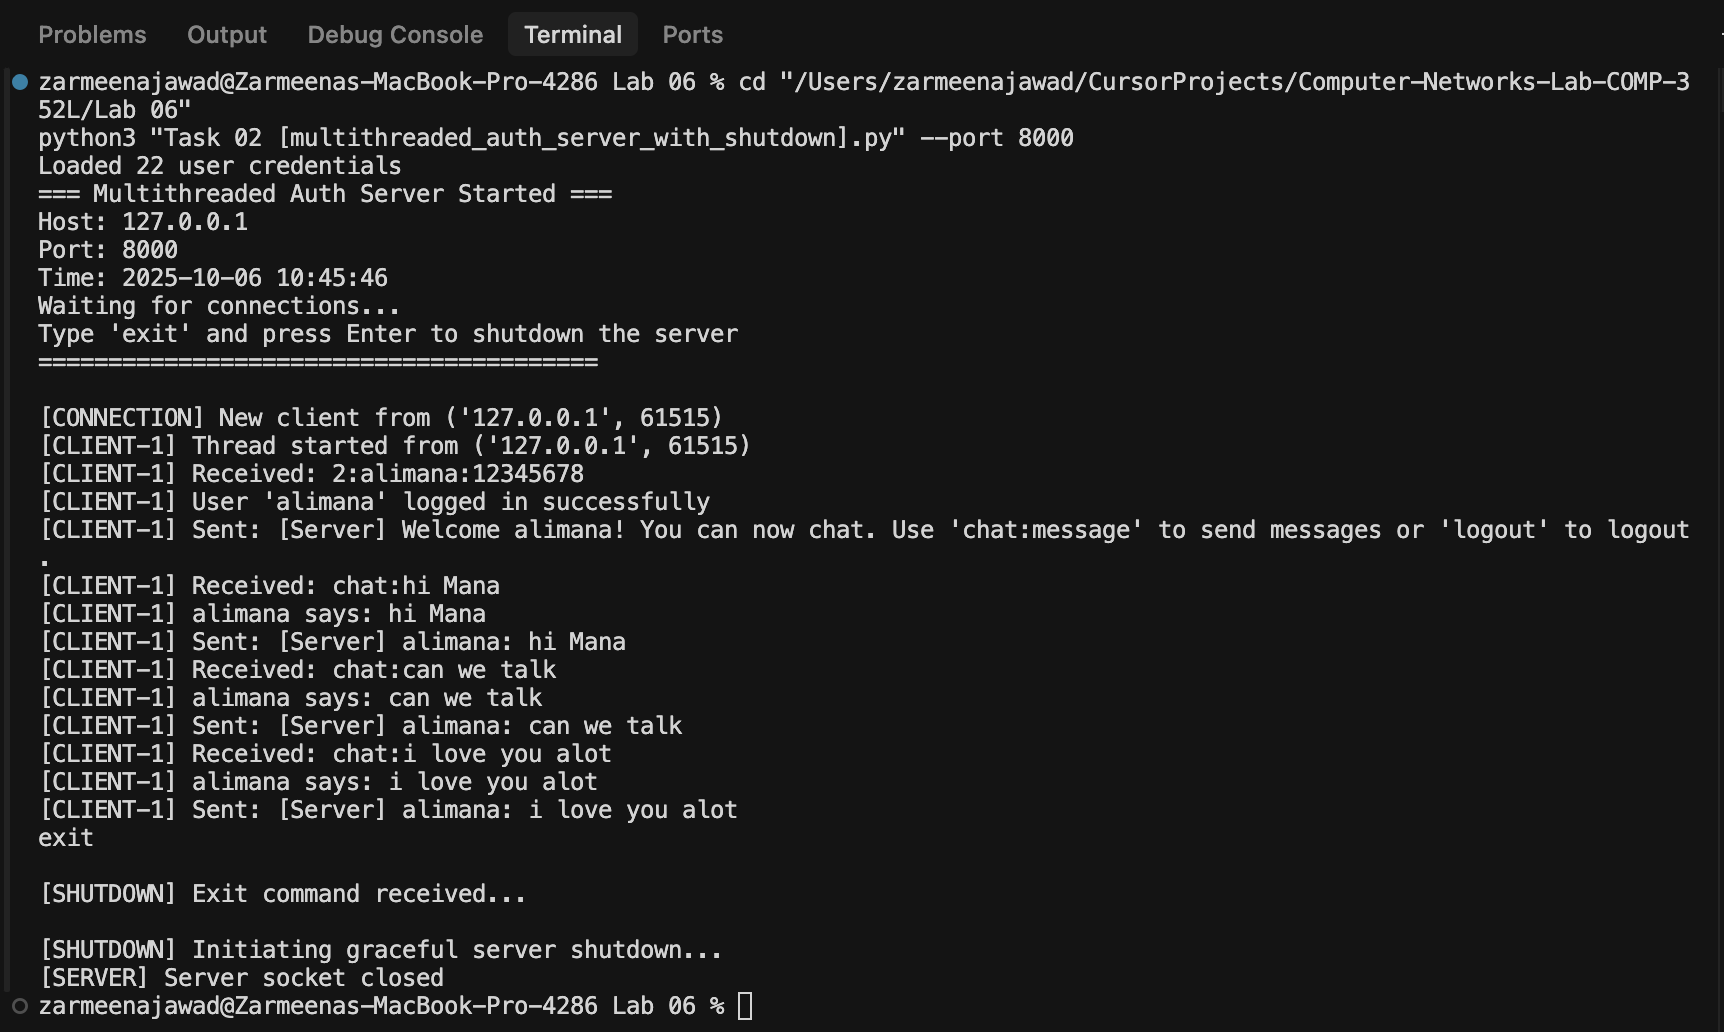 Problems Output Debug Console Terminal Ports
zarmeenajawad@Zarmeenas-MacBook-Pro-4286 Lab 06 % cd "/Users/zarmeenajawad/CursorProjects/Computer-Networks-Lab-COMP-3
52L/Lab 06"
python3 "Task 02 [multithreaded_auth_server_with_shutdown].py" --port 8000
Loaded 22 user credentials
=== Multithreaded Auth Server Started ===
Host: 127.0.0.1
Port: 8000
Time: 2025-10-06 10:45:46
Waiting for connections...
Type 'exit' and press Enter to shutdown the server
========================================
[CONNECTION] New client from ('127.0.0.1', 61515)
[CLIENT-1] Thread started from ('127.0.0.1', 61515)
[CLIENT-1] Received: 2:alimana:12345678
[CLIENT-1] User 'alimana' logged in successfully
[CLIENT-1] Sent: [Server] Welcome alimana! You can now chat. Use 'chat:message' to send messages or 'logout' to logout
.
[CLIENT-1] Received: chat:hi Mana
[CLIENT-1] alimana says: hi Mana
[CLIENT-1] Sent: [Server] alimana: hi Mana
[CLIENT-1] Received: chat:can we talk
[CLIENT-1] alimana says: can we talk
[CLIENT-1] Sent: [Server] alimana: can we talk
[CLIENT-1] Received: chat:i love you alot
[CLIENT-1] alimana says: i love you alot
[CLIENT-1] Sent: [Server] alimana: i love you alot
exit
[SHUTDOWN] Exit command received...
[SHUTDOWN] Initiating graceful server shutdown...
[SERVER] Server socket closed
zarmeenajawad@Zarmeenas-MacBook-Pro-4286 Lab 06 %